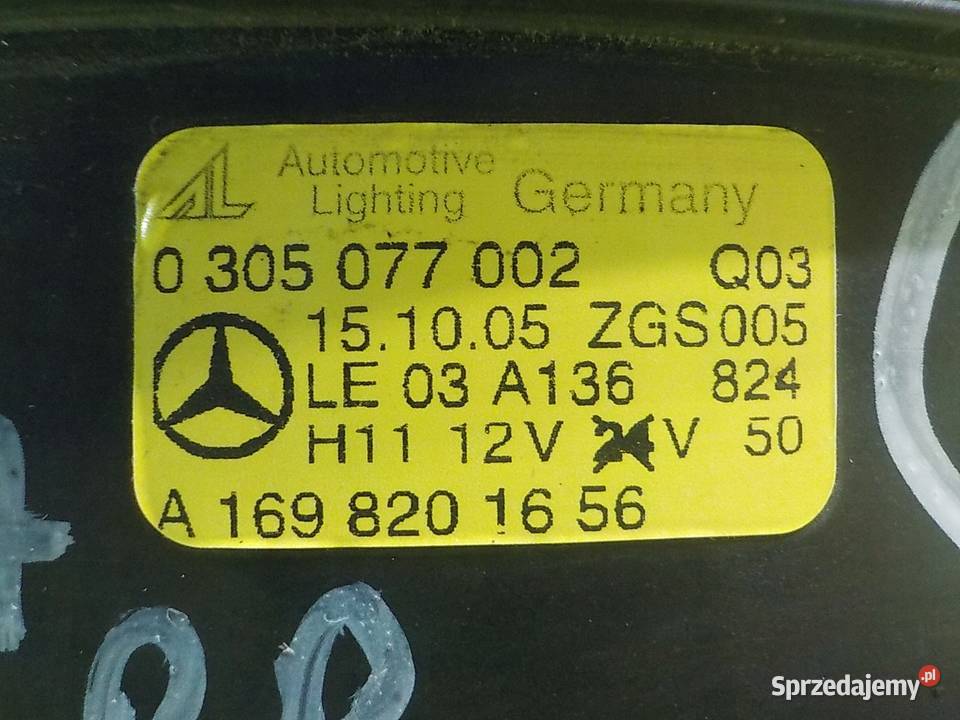 AL Automotive Lighting Germany
0 305 077 002 Q03
15.10.05 ZGS005
LE 03 A136 824
H11 12V 24V 50
A 169 820 16 56
Sprzedajemy.pl